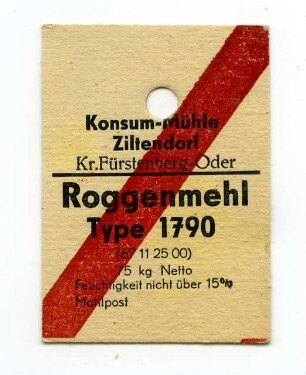 Konsum-Mühle
Ziltendorf
Kr.Fürstenberg-Oder
Roggenmehl
Type 1790
(67 11 25 00)
75 kg Netto
Feuchtigkeit nicht über 15%
Mahlpost